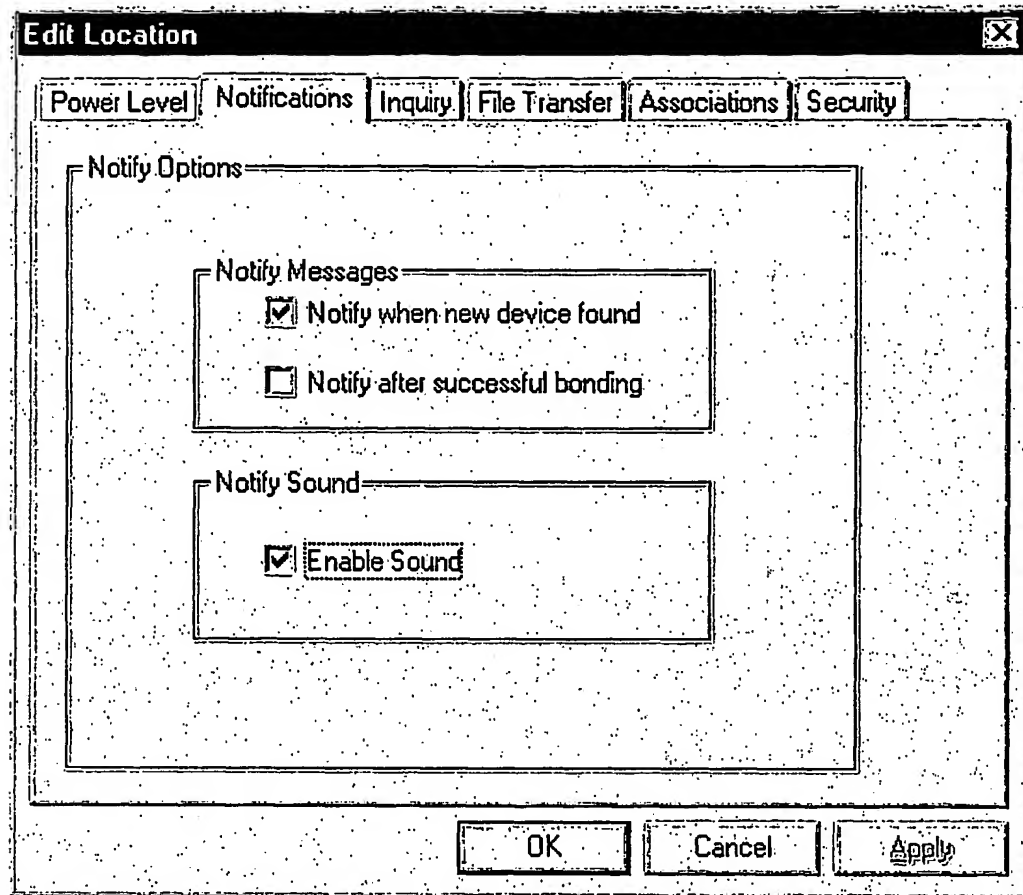 Edit Location
Power Level Notifications Inquiry File Transfer Associations Security
Notify Options
Notify Messages
Notify when new device found
Notify after successful bonding
Notify Sound
Enable Sound
OK Cancel Apply